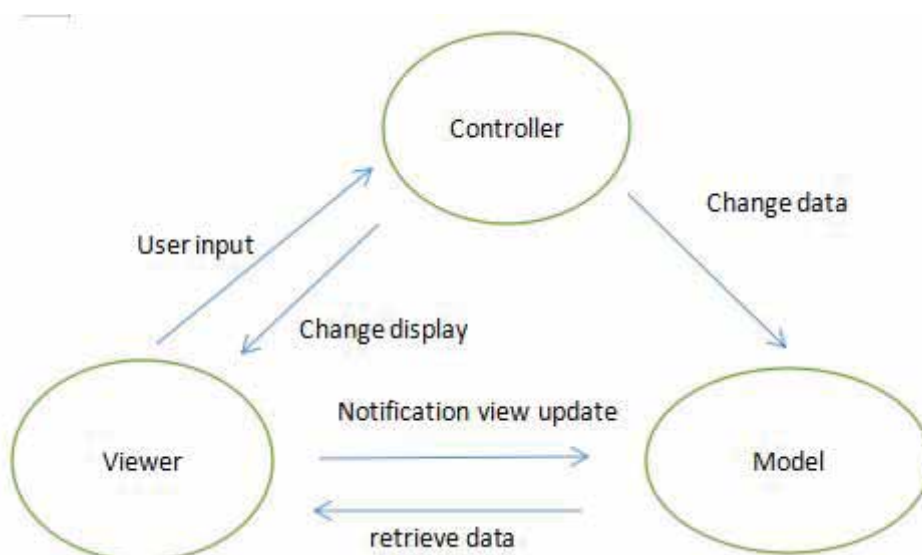 Controller
Change data
User input
Change display
Notification view update
Viewer
Model
retrieve data